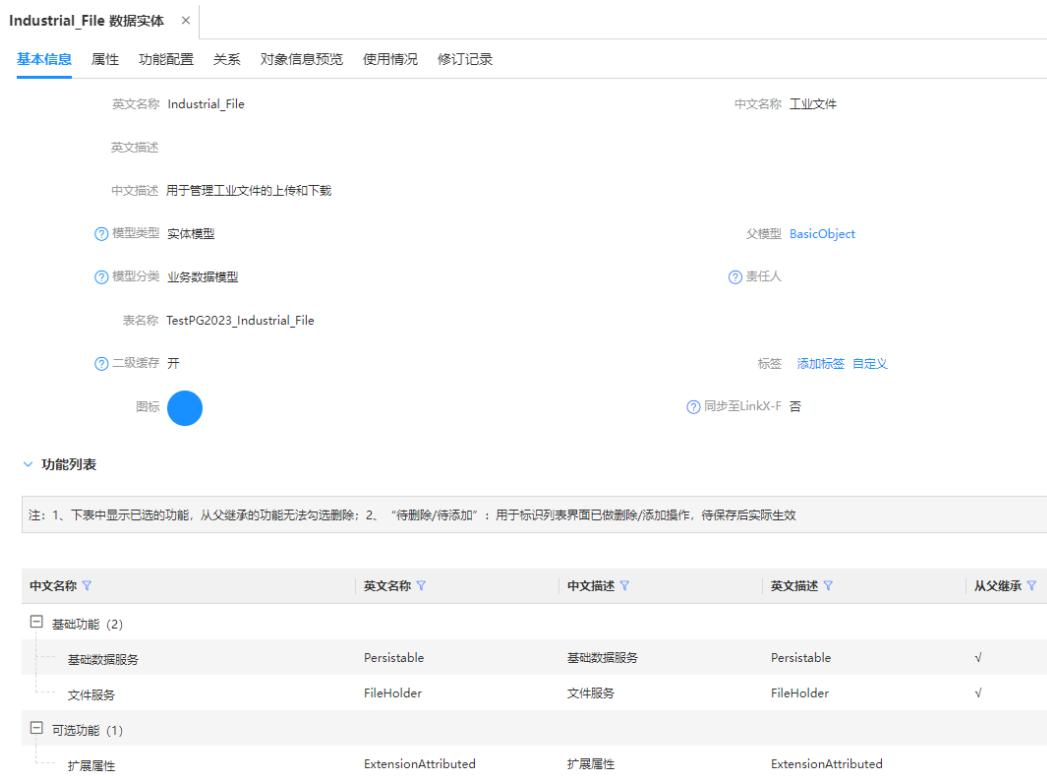 Industrial_File 数据实体 ×
基本信息 属性 功能配置 关系 对象信息预览 使用情况 修订记录
英文名称 Industrial_File 中文名称 工业文件
英文描述
中文描述 用于管理工业文件的上传和下载
? 模型类型 实体模型 父模型 BasicObject
? 模型分类 业务数据模型 ? 责任人
表名称 TestPG2023_Industrial_File
? 二级缓存 开 标签 添加标签 自定义
图标 ? 同步至LinkX-F 否
功能列表
注：1、下表中显示已选的功能，从父继承的功能无法勾选删除；2、“待删除/待添加”：用于标识列表界面已做删除/添加操作，待保存后实际生效
中文名称 英文名称 中文描述 英文描述 从父继承
基础功能（2）
基础数据服务 Persistable 基础数据服务 Persistable √
文件服务 FileHolder 文件服务 FileHolder √
可选功能（1）
扩展属性 ExtensionAttributed 扩展属性 ExtensionAttributed